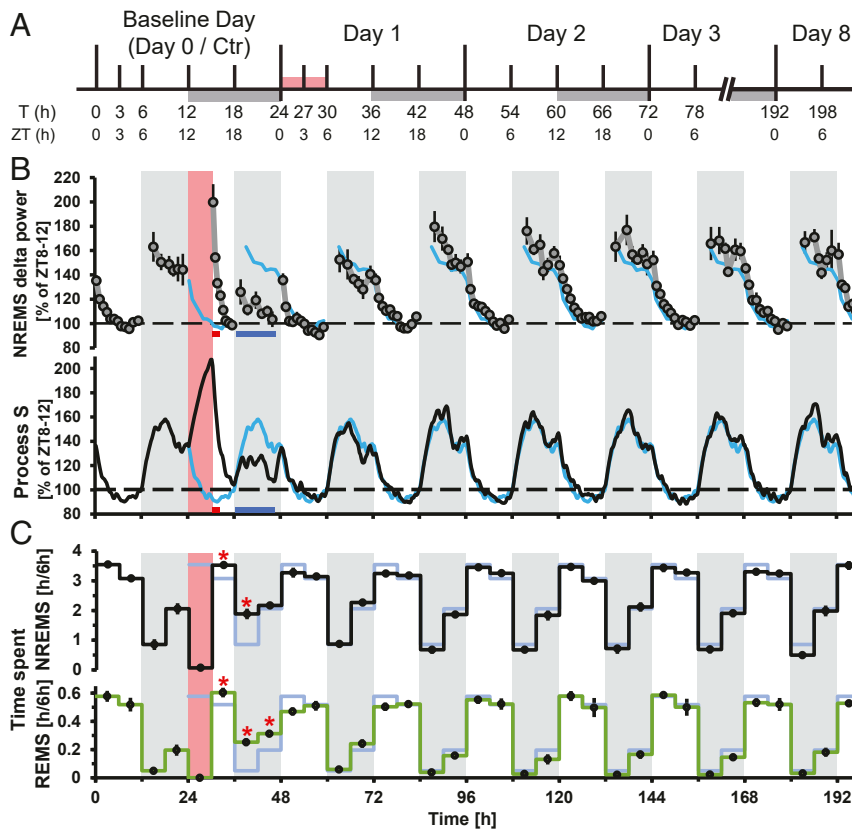 A
Baseline Day
(Day 0 / Ctr)
Day 1
Day 2
Day 3
Day 8
T (h) 0 3 6 12 18 24 27 30 36 42 48 54 60 66 72 78 192 198
ZT (h) 0 3 6 12 18 0 3 6 12 18 0 6 12 18 0 6 0 6
B
NREMS delta power
[% of ZT8-12]
220
200
180
160
140
120
100
80
Process S
[% of ZT8-12]
200
180
160
140
120
100
80
C
Time spent
NREMS [h/6h]
4
3
2
1
0
*
*
REMS [h/6h]
0.6
0.4
0.2
0
*
*
*
0 24 48 72 96 120 144 168 192
Time [h]